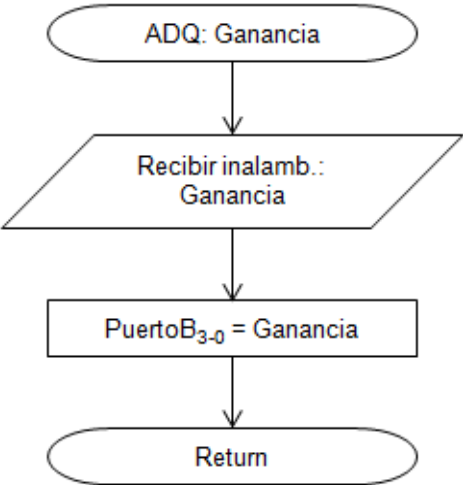 ADQ: Ganancia
Recibir inalamb.:
Ganancia
PuertoB3-0 = Ganancia
Return